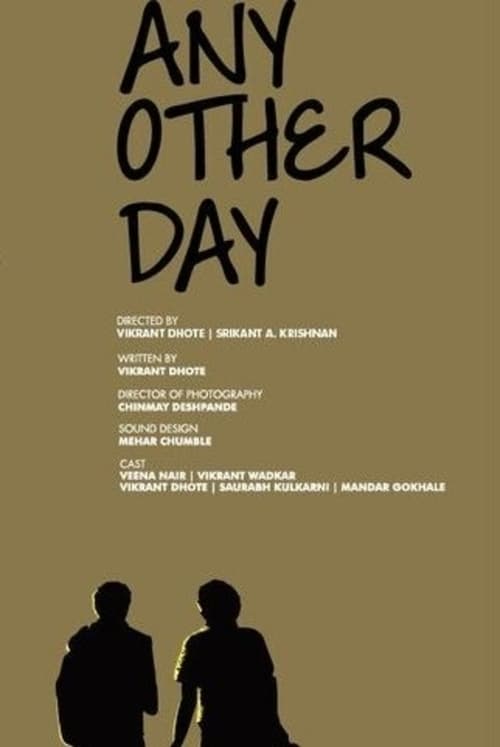 ANY
OTHER
DAY
DIRECTED BY
VIKRANT DHOTE | SRIKANT A. KRISHNAN
WRITTEN BY
VIKRANT DHOTE
DIRECTOR OF PHOTOGRAPHY
CHINMAY DESHPANDE
SOUND DESIGN
MEHAR CHUMBLE
CAST
VEENA NAIR | VIKRANT WADKAR
VIKRANT DHOTE | SAURABH KULKARNI | MANDAR GOKHALE